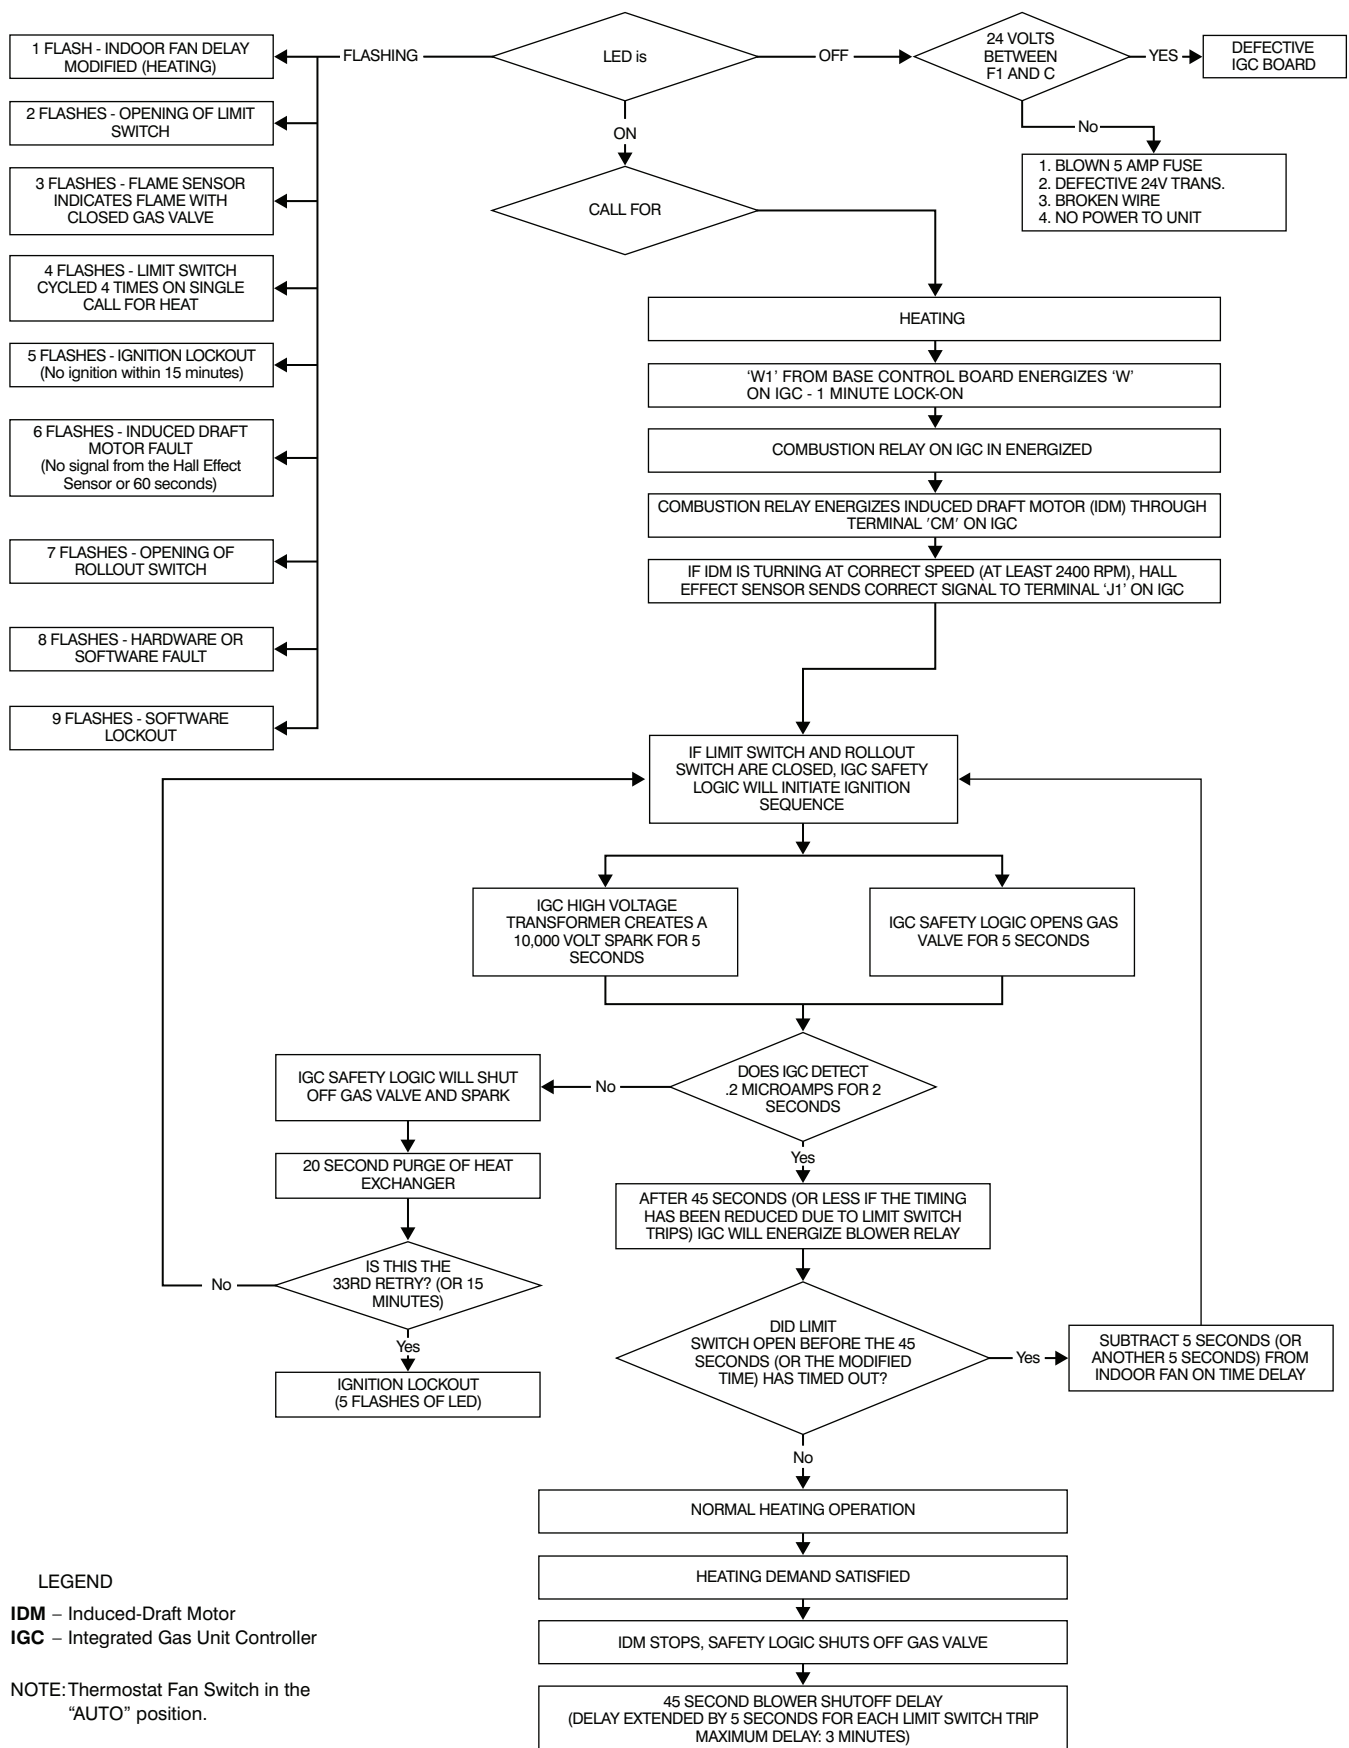 1 FLASH - INDOOR FAN DELAY
MODIFIED (HEATING)
FLASHING
LED is
OFF
24 VOLTS
BETWEEN
F1 AND C
YES
DEFECTIVE
IGC BOARD
2 FLASHES - OPENING OF LIMIT
SWITCH
ON
No
3 FLASHES - FLAME SENSOR
INDICATES FLAME WITH
CLOSED GAS VALVE
CALL FOR
1. BLOWN 5 AMP FUSE
2. DEFECTIVE 24V TRANS.
3. BROKEN WIRE
4. NO POWER TO UNIT
4 FLASHES - LIMIT SWITCH
CYCLED 4 TIMES ON SINGLE
CALL FOR HEAT
HEATING
5 FLASHES - IGNITION LOCKOUT
(No ignition within 15 minutes)
‘W1’ FROM BASE CONTROL BOARD ENERGIZES ‘W’
ON IGC - 1 MINUTE LOCK-ON
6 FLASHES - INDUCED DRAFT
MOTOR FAULT
(No signal from the Hall Effect
Sensor or 60 seconds)
COMBUSTION RELAY ON IGC IN ENERGIZED
COMBUSTION RELAY ENERGIZES INDUCED DRAFT MOTOR (IDM) THROUGH
TERMINAL ′CM′ ON IGC
7 FLASHES - OPENING OF
ROLLOUT SWITCH
IF IDM IS TURNING AT CORRECT SPEED (AT LEAST 2400 RPM), HALL
EFFECT SENSOR SENDS CORRECT SIGNAL TO TERMINAL ‘J1’ ON IGC
8 FLASHES - HARDWARE OR
SOFTWARE FAULT
9 FLASHES - SOFTWARE
LOCKOUT
IF LIMIT SWITCH AND ROLLOUT
SWITCH ARE CLOSED, IGC SAFETY
LOGIC WILL INITIATE IGNITION
SEQUENCE
IGC HIGH VOLTAGE
TRANSFORMER CREATES A
10,000 VOLT SPARK FOR 5
SECONDS
IGC SAFETY LOGIC OPENS GAS
VALVE FOR 5 SECONDS
DOES IGC DETECT
.2 MICROAMPS FOR 2
SECONDS
No
IGC SAFETY LOGIC WILL SHUT
OFF GAS VALVE AND SPARK
Yes
20 SECOND PURGE OF HEAT
EXCHANGER
AFTER 45 SECONDS (OR LESS IF THE TIMING
HAS BEEN REDUCED DUE TO LIMIT SWITCH
TRIPS) IGC WILL ENERGIZE BLOWER RELAY
IS THIS THE
33RD RETRY? (OR 15
MINUTES)
No
Yes
IGNITION LOCKOUT
(5 FLASHES OF LED)
DID LIMIT
SWITCH OPEN BEFORE THE 45
SECONDS (OR THE MODIFIED
TIME) HAS TIMED OUT?
Yes
SUBTRACT 5 SECONDS (OR
ANOTHER 5 SECONDS) FROM
INDOOR FAN ON TIME DELAY
No
NORMAL HEATING OPERATION
HEATING DEMAND SATISFIED
IDM STOPS, SAFETY LOGIC SHUTS OFF GAS VALVE
45 SECOND BLOWER SHUTOFF DELAY
(DELAY EXTENDED BY 5 SECONDS FOR EACH LIMIT SWITCH TRIP
MAXIMUM DELAY: 3 MINUTES)
LEGEND
IDM – Induced-Draft Motor
IGC – Integrated Gas Unit Controller
NOTE: Thermostat Fan Switch in the
“AUTO” position.